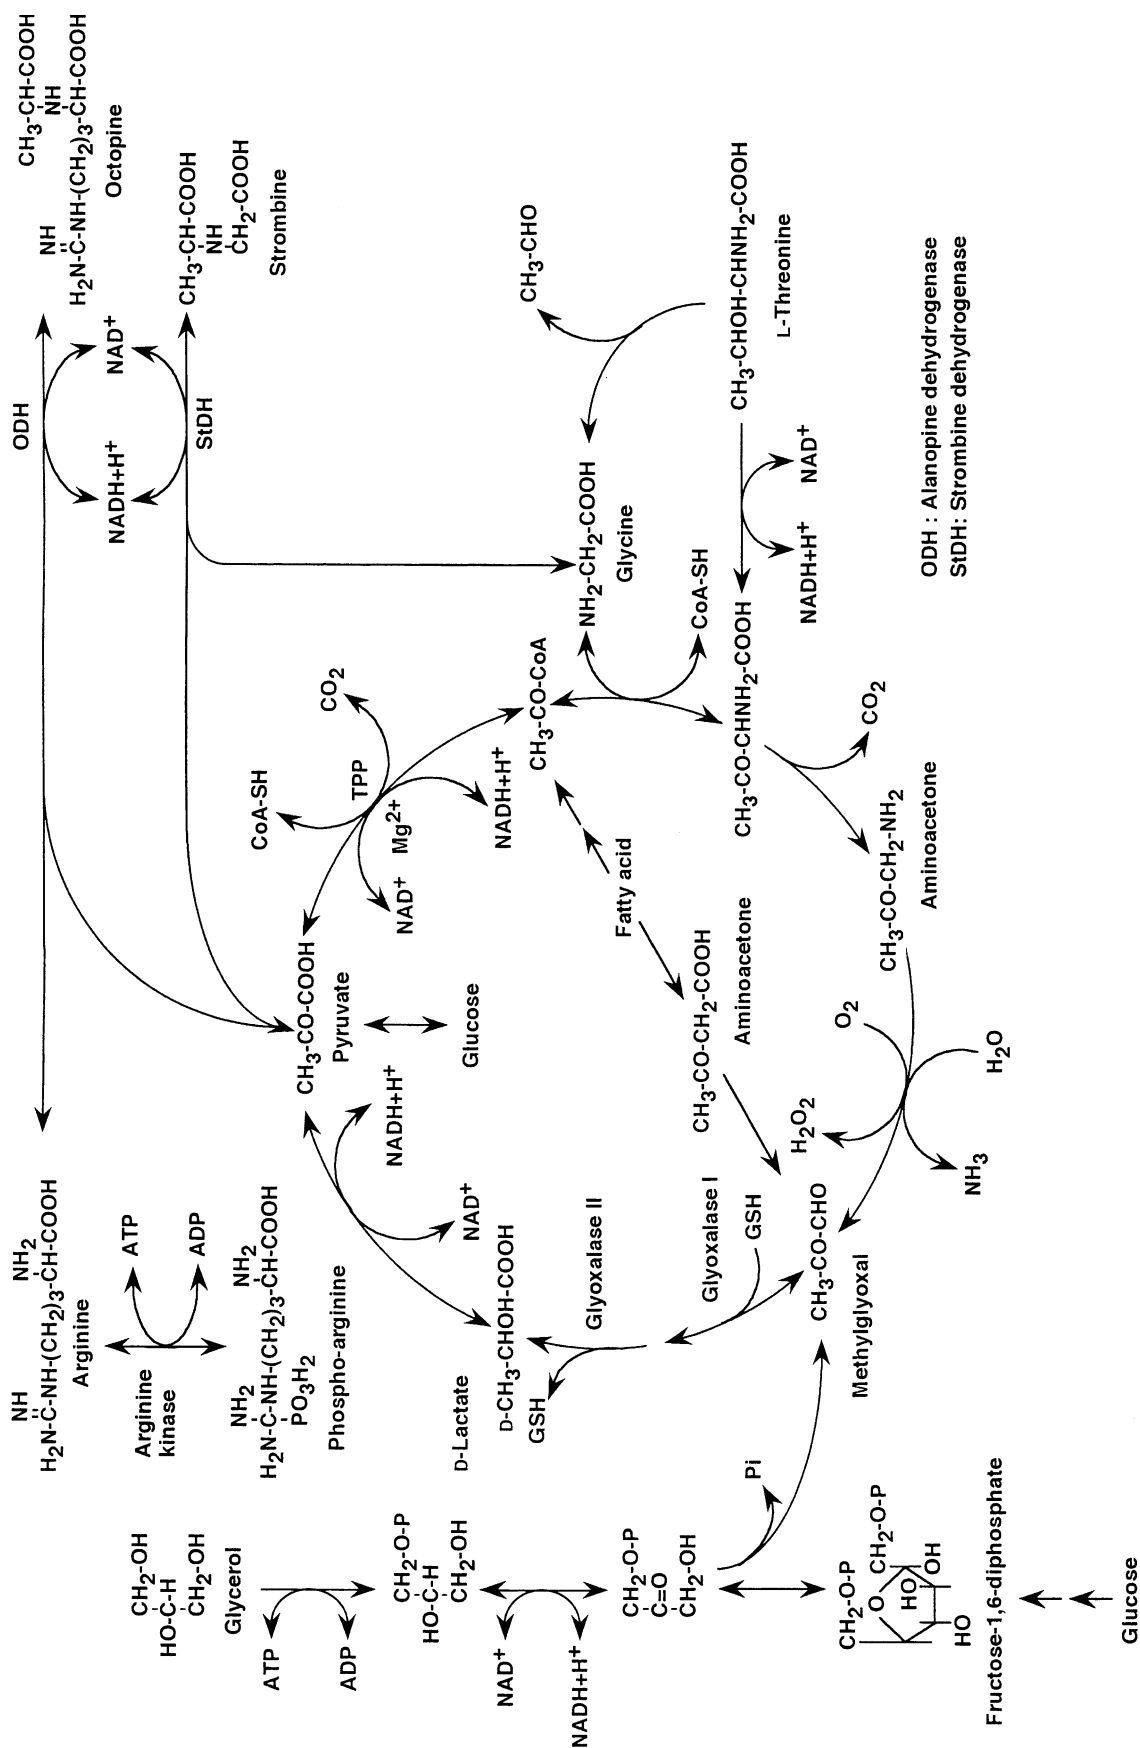 CH3-CH-COOH
NH
NH
H2N-C-NH-(CH2)3-CH-COOH
Octopine
ODH
NADH+H+
NAD+
StDH
CH3-CH-COOH
NH
CH2-COOH
Strombine
NH
NH2
H2N-C-NH-(CH2)3-CH-COOH
Arginine
Arginine
kinase
ATP
ADP
NH2
NH2
H2N-C-NH-(CH2)3-CH-COOH
PO3H2
Phospho-arginine
CH2-OH
HO-C-H
CH2-OH
Glycerol
ATP
ADP
CH2-O-P
HO-C-H
CH2-OH
NAD+
NADH+H+
CH2-O-P
C=O
CH2-OH
Pi
CH2-O-P
O
CH2-O-P
HO
OH
HO
Fructose-1,6-diphosphate
Glucose
CH3-CO-COOH
Pyruvate
Glucose
NADH+H+
NAD+
D-Lactate
D-CH3-CHOH-COOH
GSH
Glyoxalase II
Glyoxalase I
GSH
CH3-CO-CHO
Methylglyoxal
CoA-SH
TPP
CO2
Mg2+
NAD+
NADH+H+
CH3-CO-CoA
Fatty acid
CH3-CO-CH2-COOH
Aminoacetone
NH2-CH2-COOH
Glycine
CoA-SH
CH3-CHO
CH3-CHOH-CHNH2-COOH
L-Threonine
NADH+H+
NAD+
CH3-CO-CHNH2-COOH
CO2
CH3-CO-CH2-NH2
Aminoacetone
O2
H2O2
H2O
NH3
ODH : Alanopine dehydrogenase
StDH: Strombine dehydrogenase